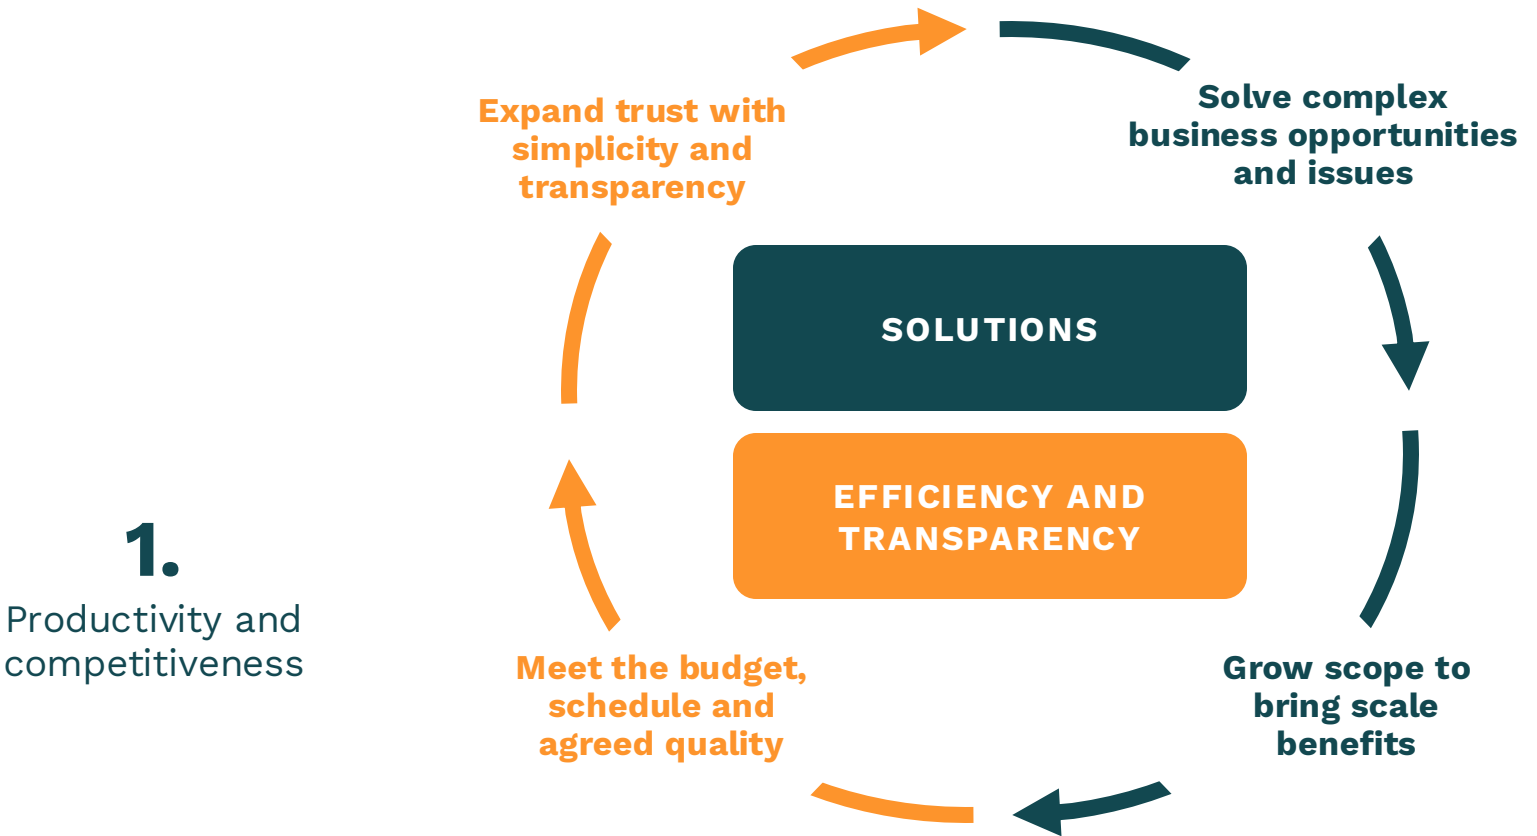 Expand trust with
simplicity and
transparency
Solve complex
business opportunities
and issues
SOLUTIONS
EFFICIENCY AND
TRANSPARENCY
1.
Productivity and
competitiveness
Meet the budget,
schedule and
agreed quality
Grow scope to
bring scale
benefits